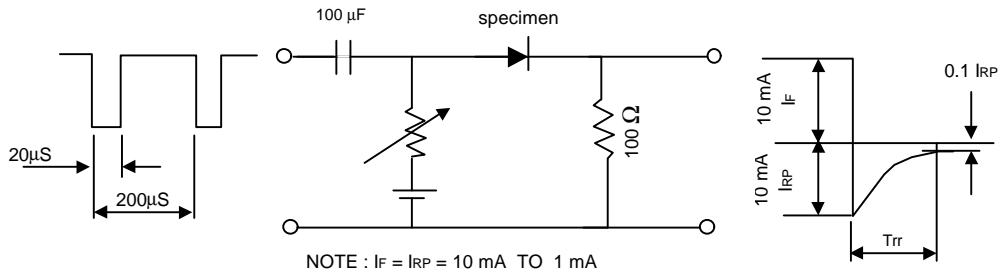 100 µF
specimen
20µS
200µS
100 Ω
10 mA
IF
10 mA
IRP
0.1 IRP
Trr
NOTE : IF = IRP = 10 mA TO 1 mA